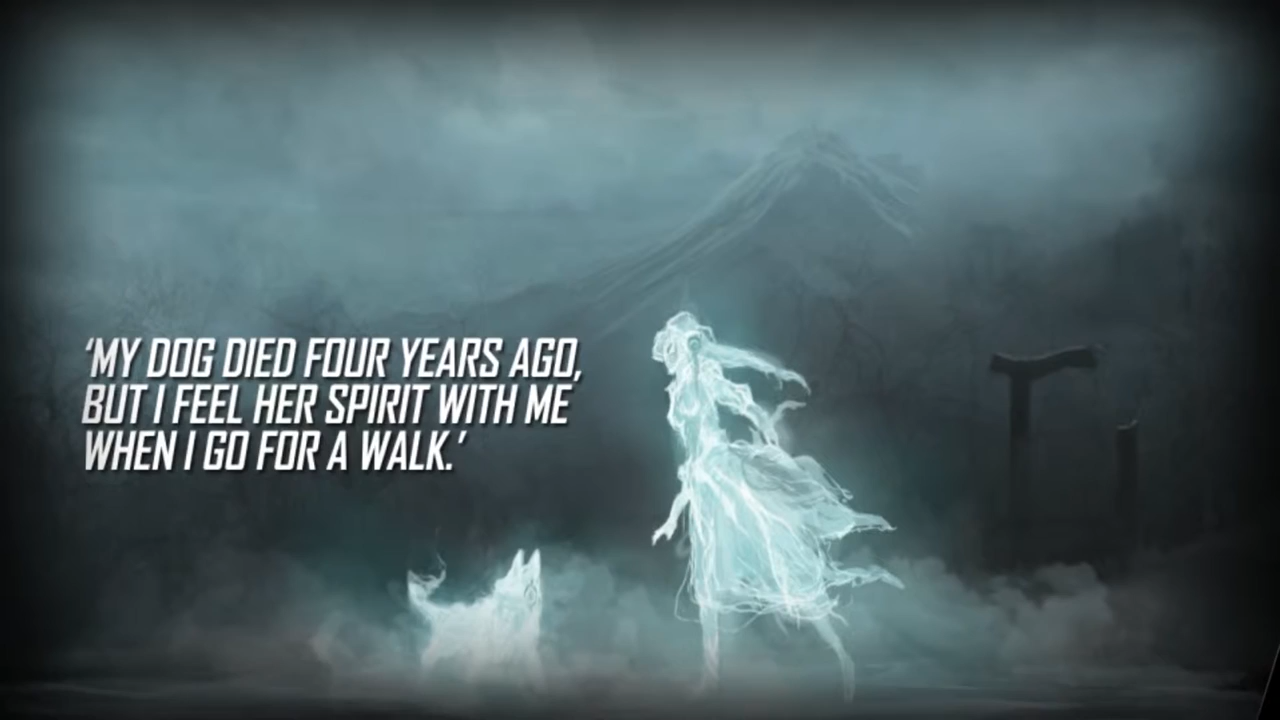 ‘MY DOG DIED FOUR YEARS AGO,
BUT I FEEL HER SPIRIT WITH ME
WHEN I GO FOR A WALK.’